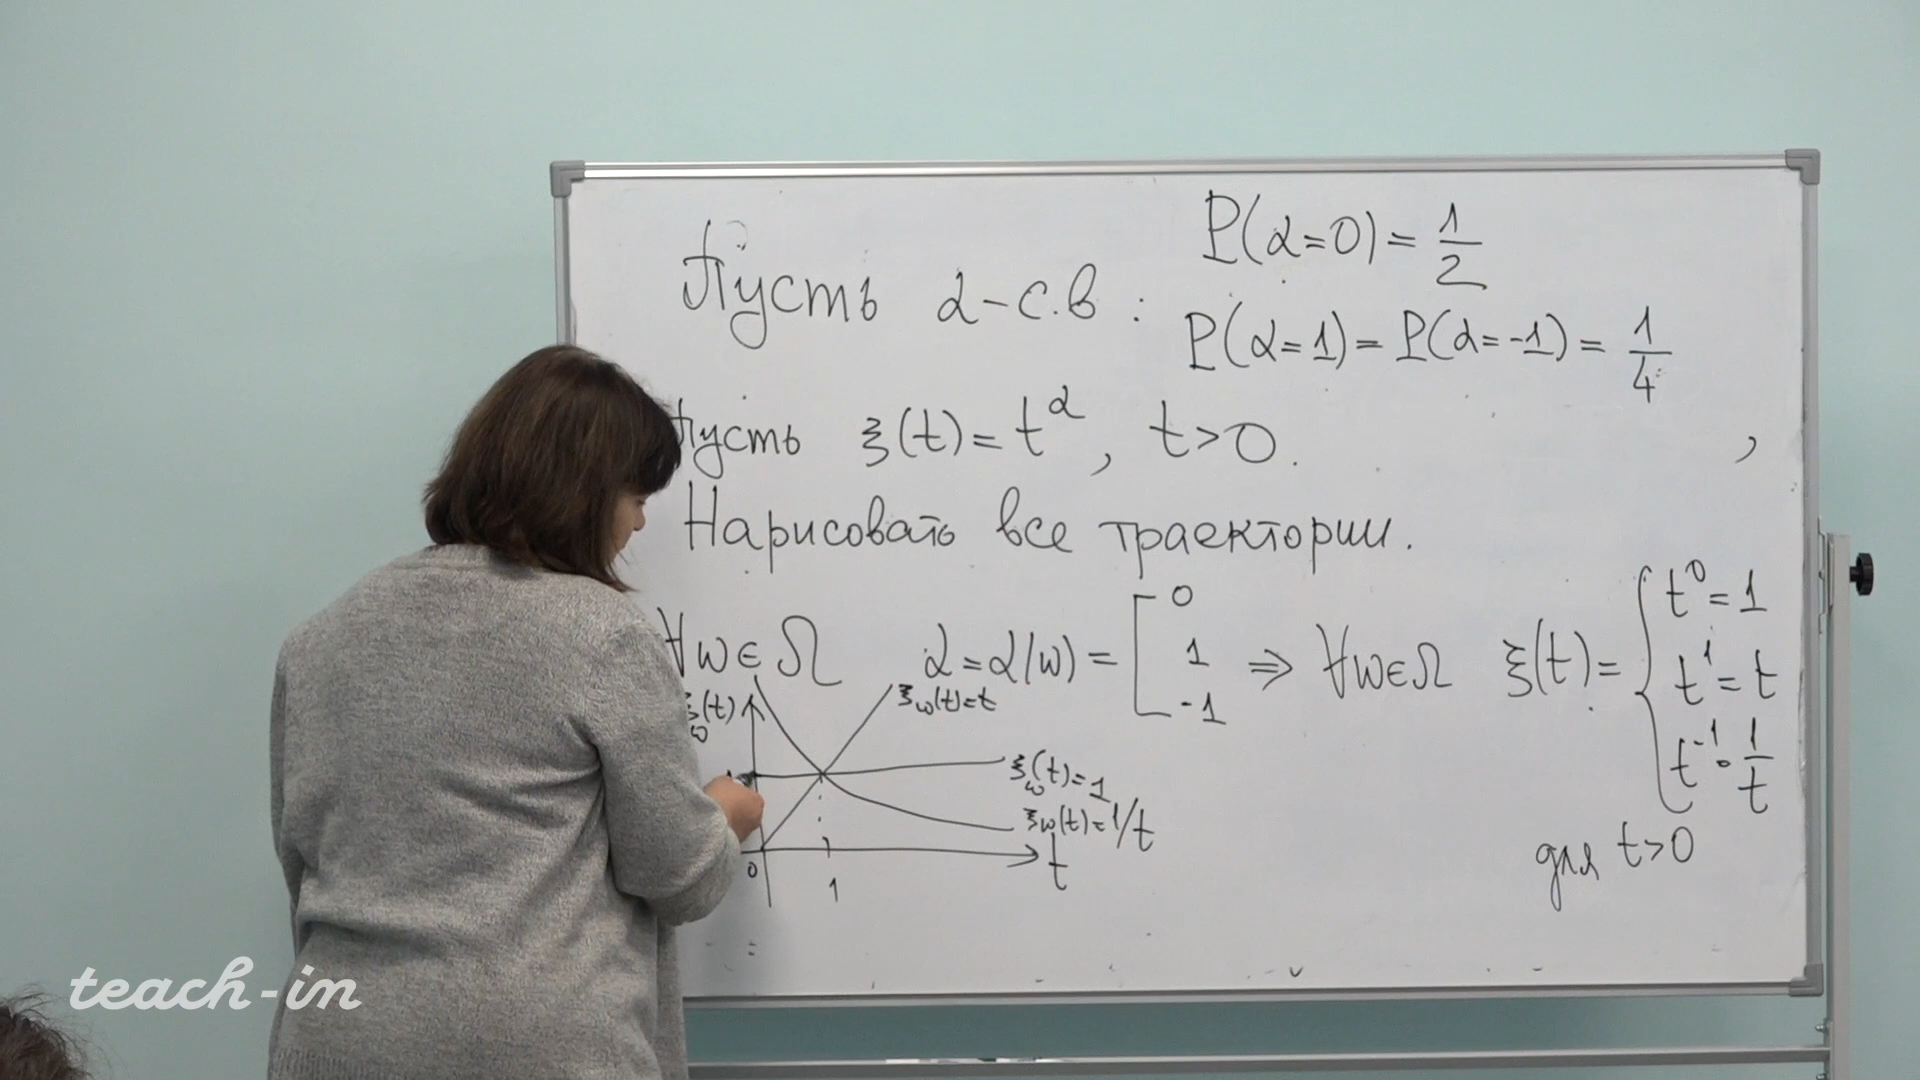 Пусть α - с.в : P(α=0) = 1/2
P(α=1) = P(α=-1) = 1/4
Пусть ξ(t) = t^α, t>0.
Нарисовать все траектории.
∀ω∈Ω α = α(ω) = [ 0 1 -1 ⇒ ∀ω∈Ω ξ(t) = { t^0 = 1
t^1 = t
t^-1 = 1/t
для t>0
ξ_ω(t)
ξ_ω(t)=t
ξ_ω(t)=1
ξ_ω(t)=1/t
t
0
1
teach-in